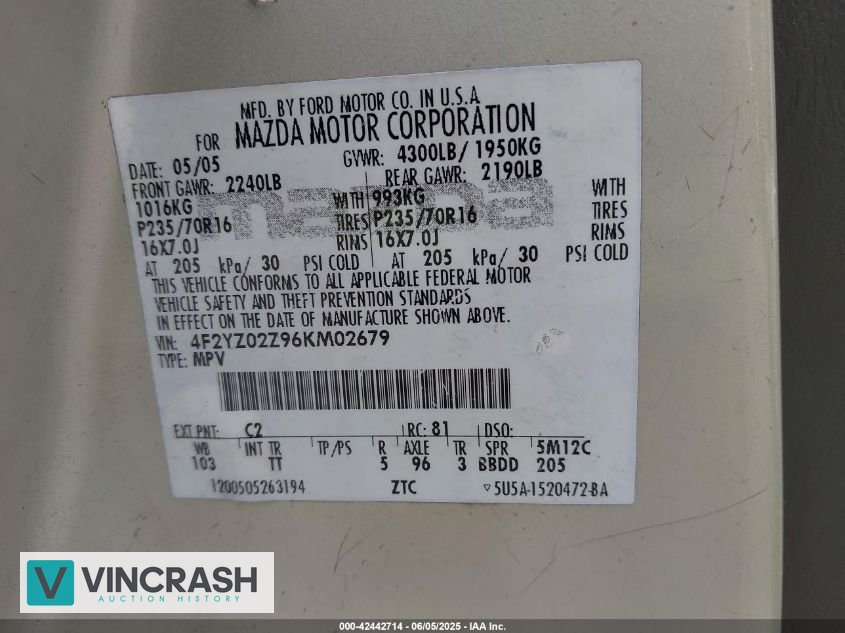 MFD. BY FORD MOTOR CO. IN U.S.A
FOR MAZDA MOTOR CORPORATION
DATE: 05/05 GVWR: 4300LB/ 1950KG
FRONT GAWR: 2240LB REAR GAWR: 2190LB
1016KG WITH 993KG WITH
P235/70R16 TIRES P235/70R16 TIRES
16X7.0J RIMS 16X7.0J RIMS
AT 205 kPa/ 30 PSI COLD AT 205 kPa/ 30 PSI COLD
THIS VEHICLE CONFORMS TO ALL APPLICABLE FEDERAL MOTOR
VEHICLE SAFETY AND THEFT PREVENTION STANDARDS
IN EFFECT ON THE DATE OF MANUFACTURE SHOWN ABOVE.
VIN: 4F2YZ02Z96KM02679
TYPE: MPV
mazda
EXT PNT: C2 RC: 81 DSO:
WB INT TR TP/PS R AXLE TR SPR 5M12C
103 TT 5 96 3 BBDD 205
1200505263194 ZTC ▽5U5A-1520472-BA
VINCRASH
AUCTION HISTORY
000-42442714 - 06/05/2025 - IAA Inc.